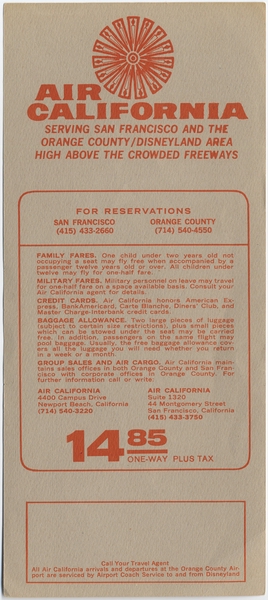 AIR
CALIFORNIA
SERVING SAN FRANCISCO AND THE
ORANGE COUNTY/DISNEYLAND AREA
HIGH ABOVE THE CROWDED FREEWAYS
FOR RESERVATIONS
SAN FRANCISCO ORANGE COUNTY
(415) 433-2660 (714) 540-4550
FAMILY FARES. One child under two years old not
occupying a seat may fly free when accompanied by a
passenger twelve years old or over. All children under
twelve may fly for one-half fare.
MILITARY FARES. Military personnel on leave may travel
for one-half fare on a space available basis. Consult your
Air California agent for details.
CREDIT CARDS. Air California honors American Ex-
press, BankAmericard, Carte Blanche, Diners' Club, and
Master Charge-Interbank credit cards.
BAGGAGE ALLOWANCE. Two large pieces of luggage
(subject to certain size restrictions), plus small pieces
which can be stowed under the seat may be carried
free. In addition, passengers on the same flight may
pool baggage. Usually, the free baggage allowance cov-
ers all the luggage you will need whether you return
in a week or a month.
GROUP SALES AND AIR CARGO. Air California main-
tains sales offices in both Orange County and San Fran-
cisco with corporate offices in Orange County. For
further information call or write.
AIR CALIFORNIA AIR CALIFORNIA
4400 Campus Drive Suite 1320
Newport Beach, California 44 Montgomery Street
(714) 540-3220 San Francisco, California
(415) 433-3750
14 85
ONE-WAY PLUS TAX
Call Your Travel Agent
All Air California arrivals and departures at the Orange County Air-
port are serviced by Airport Coach Service to and from Disneyland